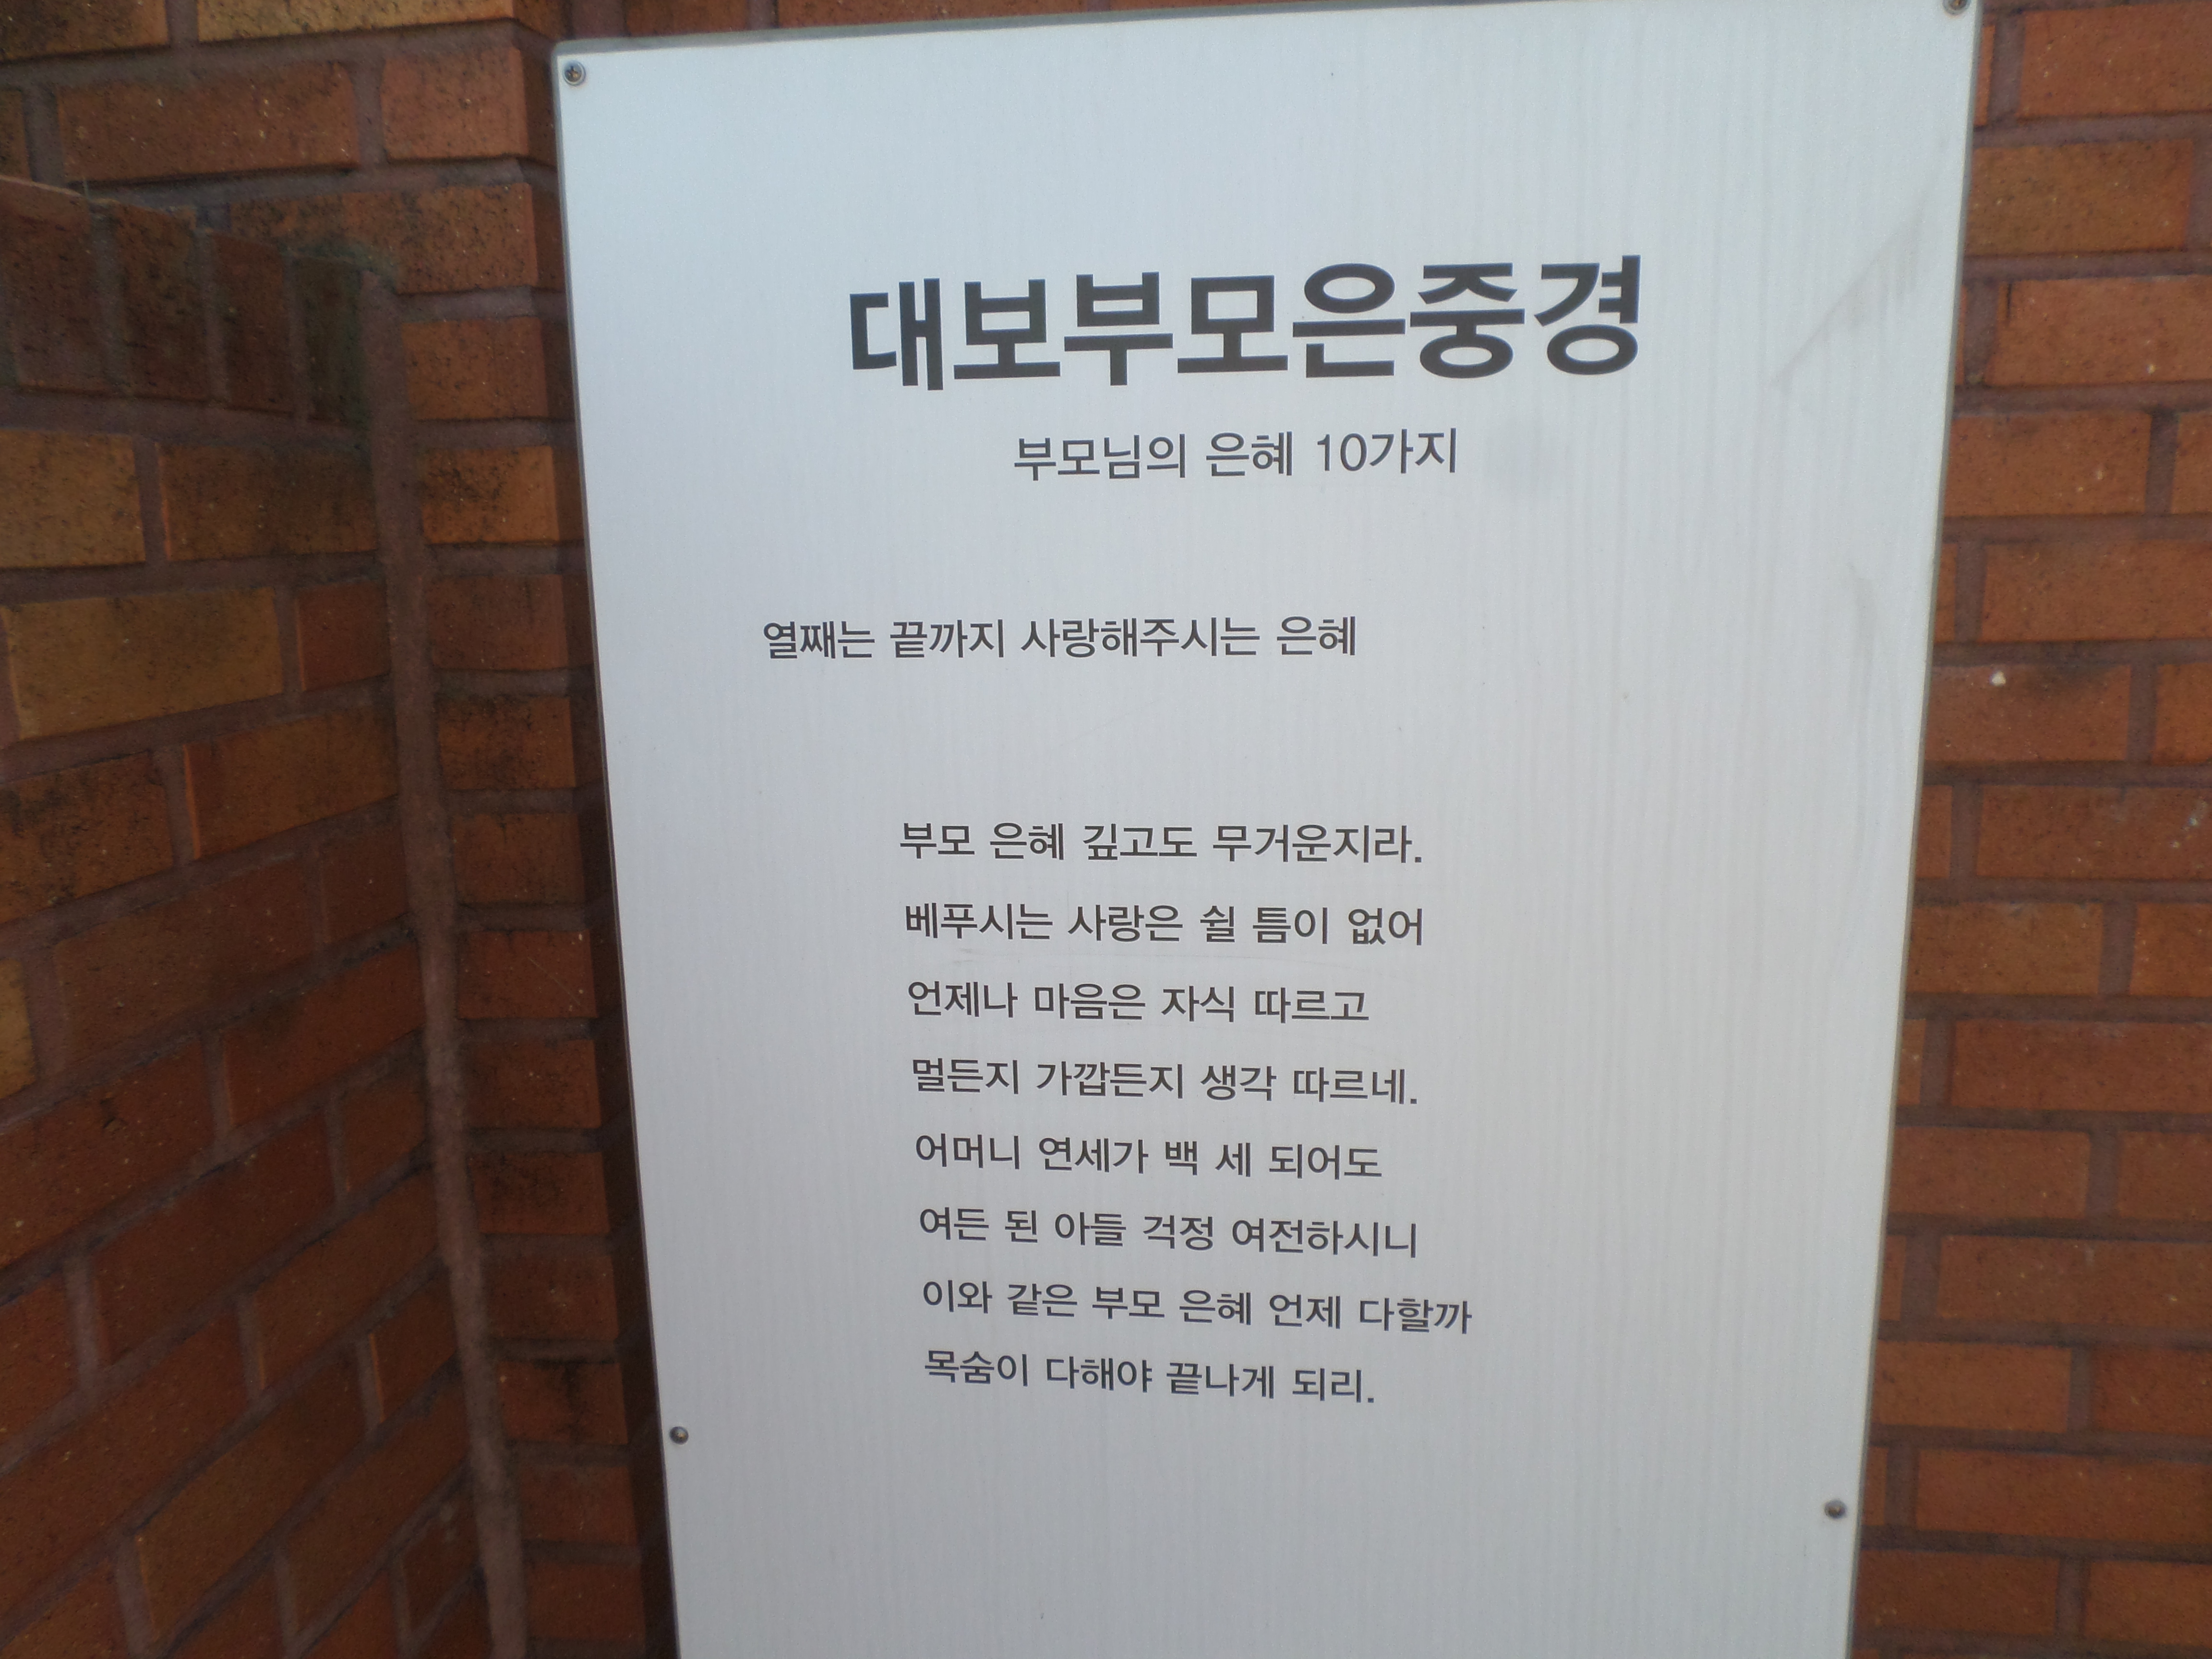 대보부모은중경
부모님의 은혜 10가지
열째는 끝까지 사랑해주시는 은혜
부모 은혜 깊고도 무거운지라.
베푸시는 사랑은 쉴 틈이 없어
언제나 마음은 자식 따르고
멀든지 가깝든지 생각 따르네.
어머니 연세가 백 세 되어도
여든 된 아들 걱정 여전하시니
이와 같은 부모 은혜 언제 다할까
목숨이 다해야 끝나게 되리.